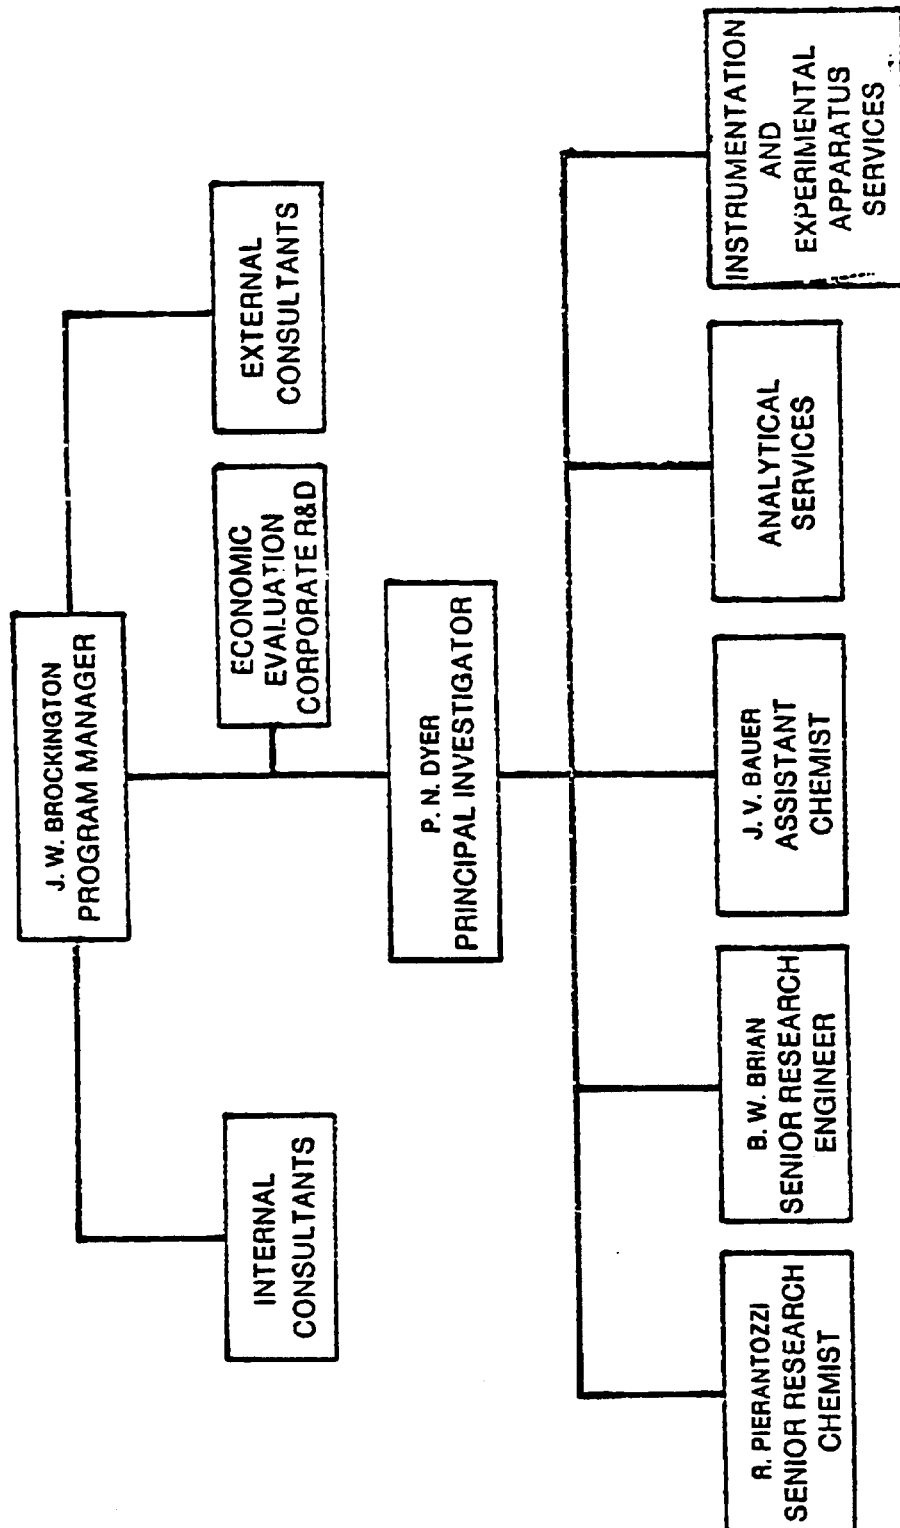 J. W. BROCKINGTON
PROGRAM MANAGER
INTERNAL
CONSULTANTS
ECONOMIC
EVALUATION
CORPORATE R&D
EXTERNAL
CONSULTANTS
P. N. DYER
PRINCIPAL INVESTIGATOR
R. PIERANTOZZI
SENIOR RESEARCH
CHEMIST
B. W. BRIAN
SENIOR RESEARCH
ENGINEER
J. V. BAUER
ASSISTANT
CHEMIST
ANALYTICAL
SERVICES
INSTRUMENTATION
AND
EXPERIMENTAL
APPARATUS
SERVICES